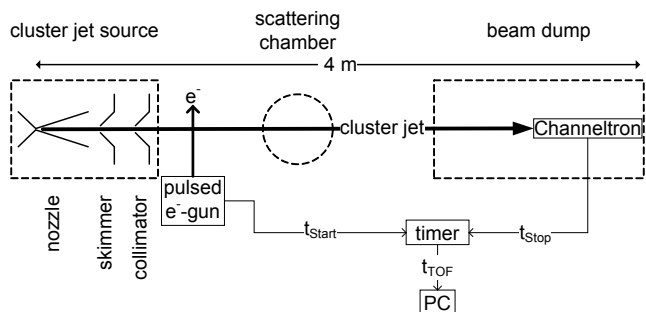 cluster jet source
scattering
chamber
beam dump
4 m
e-
cluster jet
Channeltron
nozzle
skimmer
collimator
pulsed
e--gun
tStart
timer
tStop
tTOF
PC